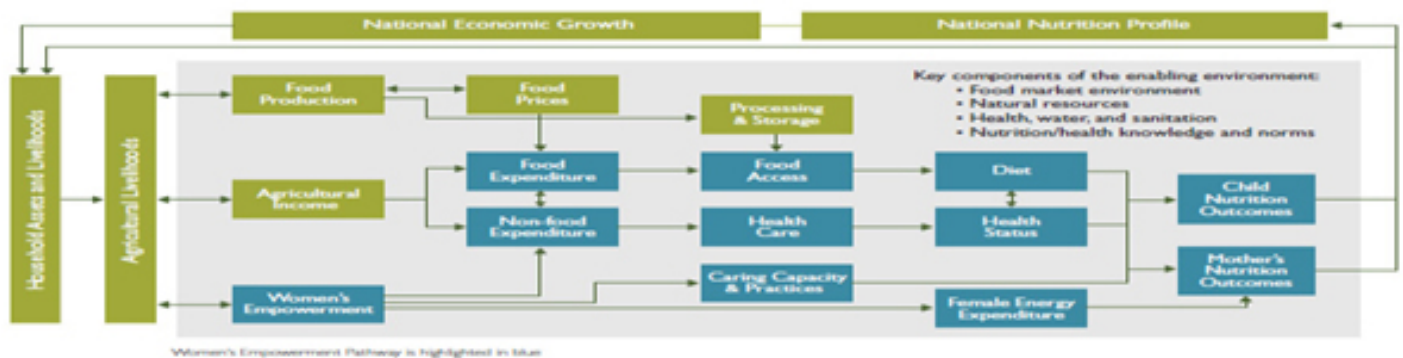 National Economic Growth
National Nutrition Profile
Household Assets and Livelihoods
Agricultural Livelihoods
Food
Production
Food
Prices
Processing
& Storage
Key components of the enabling environment:
• Food market environment
• Natural resources
• Health, water, and sanitation
• Nutrition/health knowledge and norms
Agricultural
Income
Food
Expenditure
Food
Access
Diet
Non-food
Expenditure
Health
Care
Health
Status
Child
Nutrition
Outcomes
Mother's
Nutrition
Outcomes
Women's
Empowerment
Caring Capacity
& Practices
Female Energy
Expenditure
Women's Empowerment Pathway is highlighted in blue